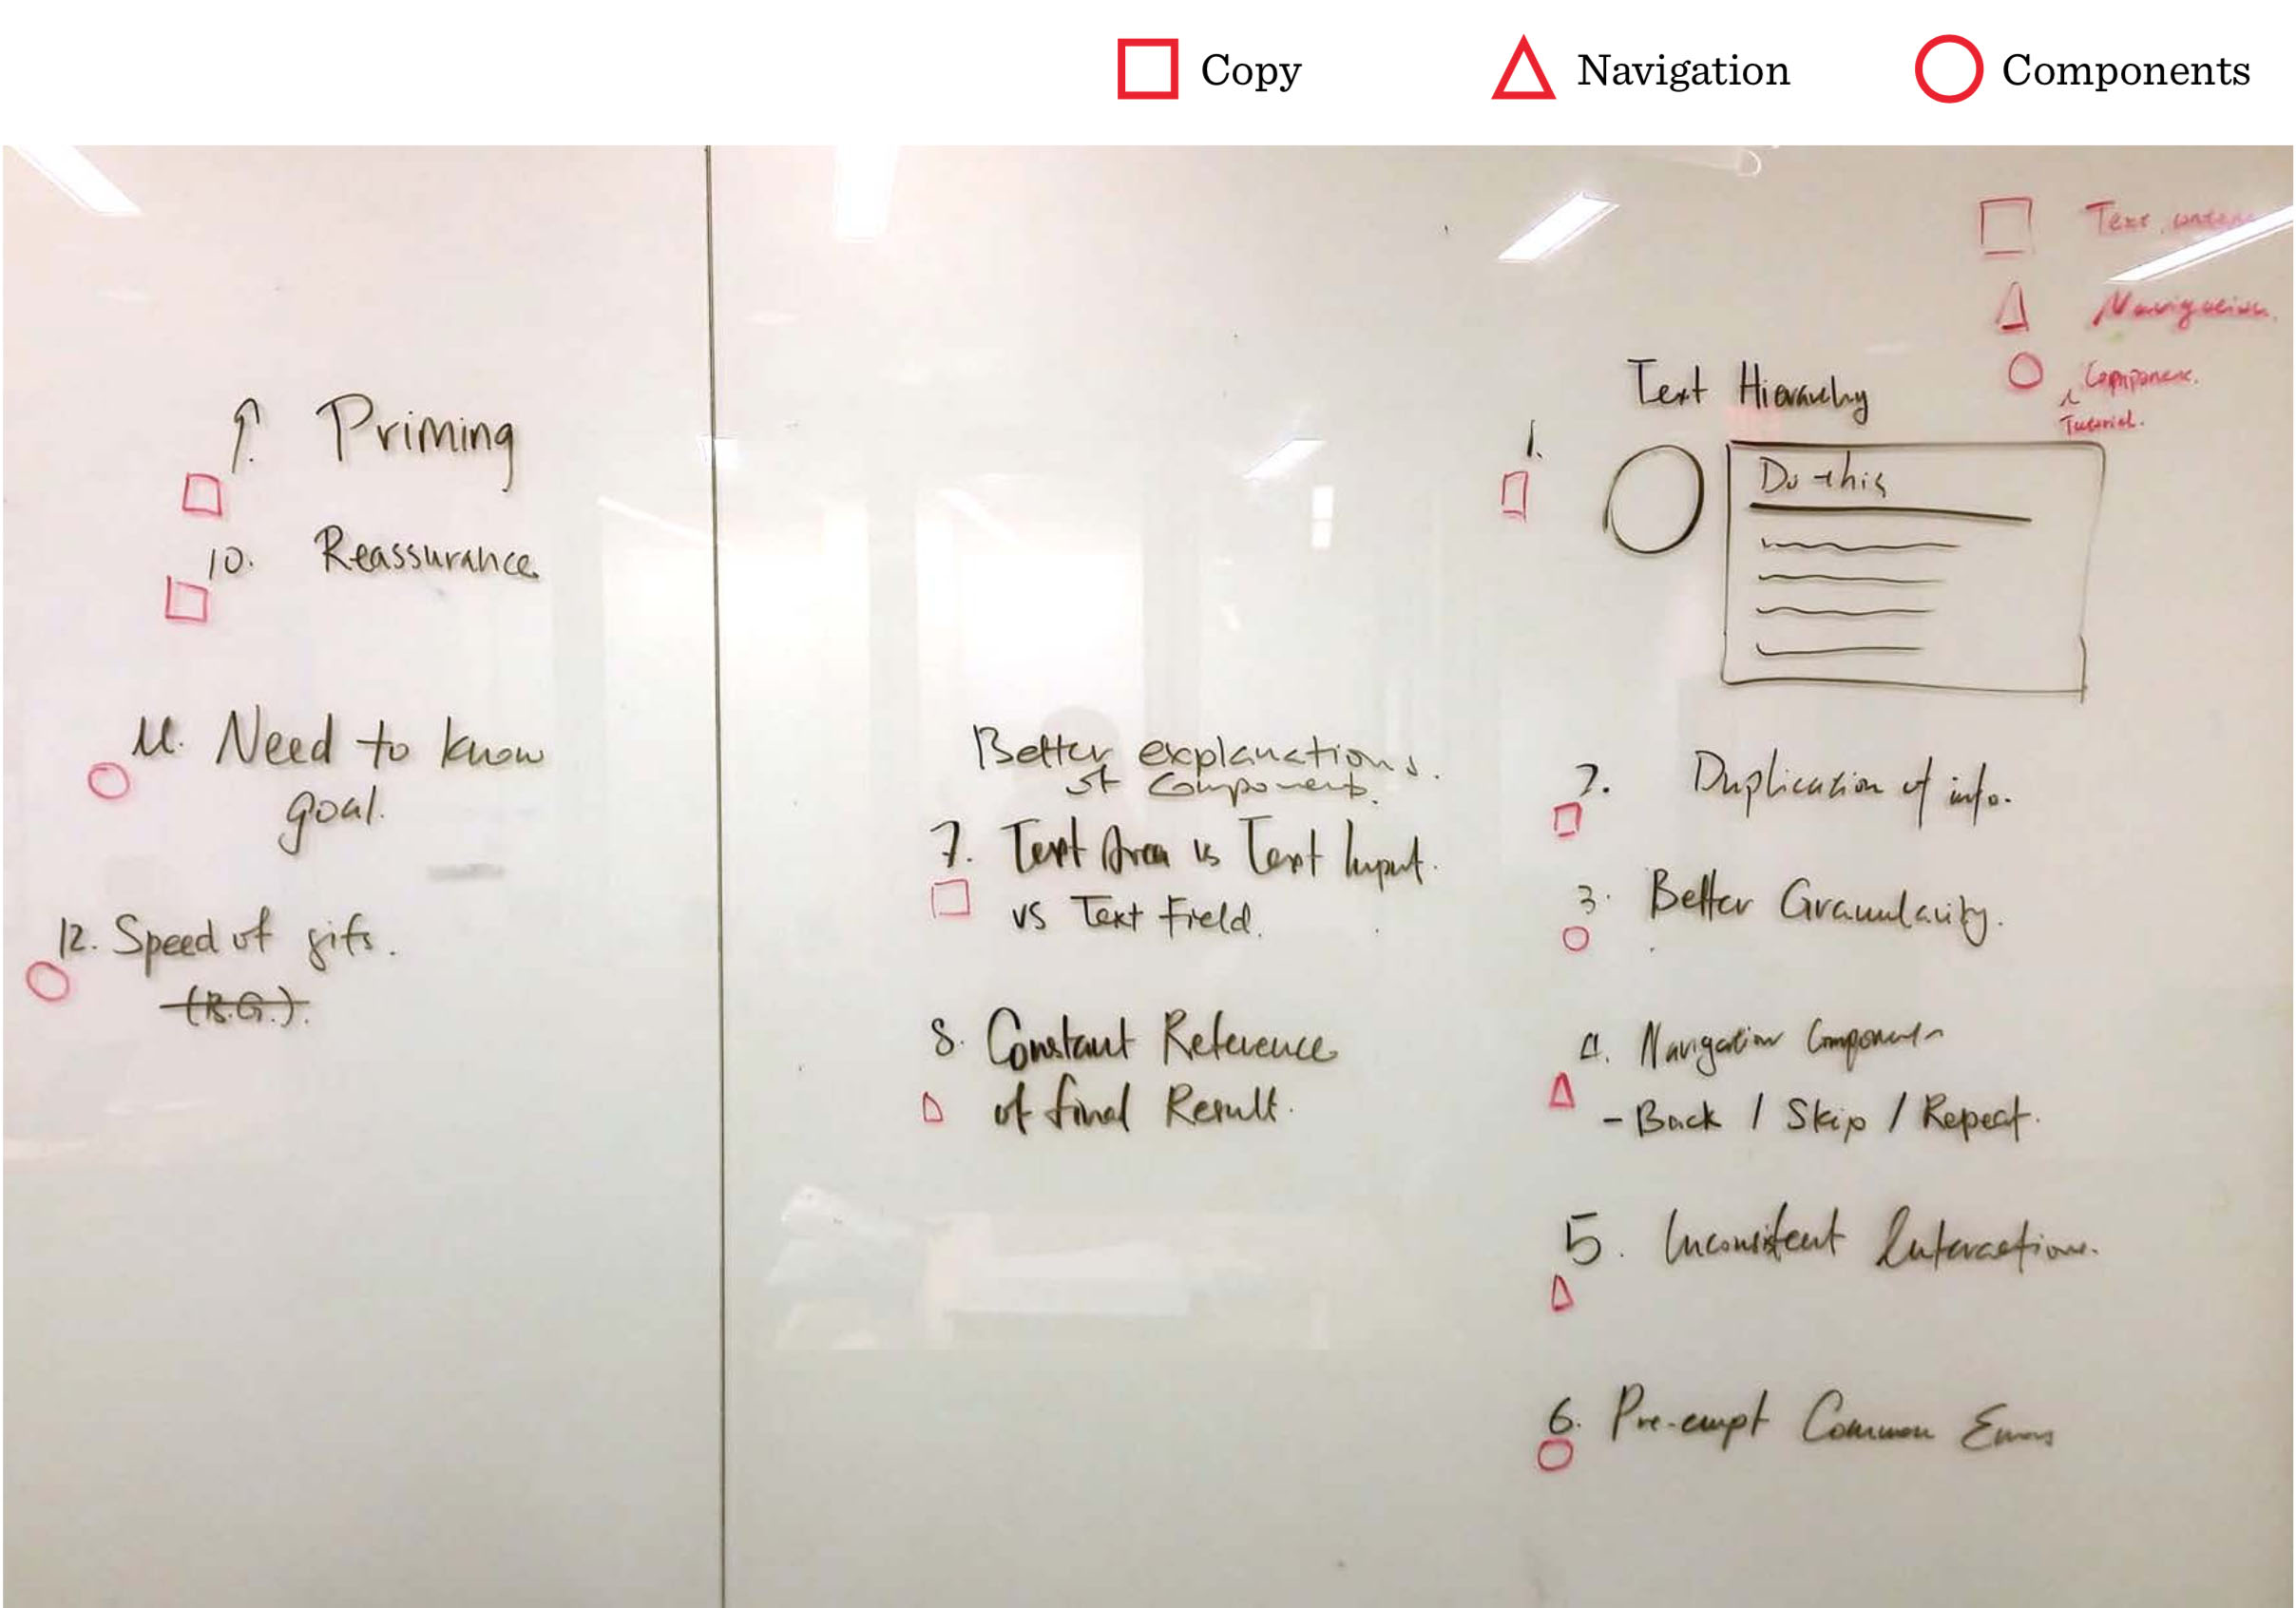 Copy
Navigation
Components
Text
Navigation
Component
Tutorial.
9. Priming
10. Reassurance
11. Need to know
goal.
12. Speed of gifs.
(B.G.).
Better explanations.
of Components.
7. Text Area vs Text Input.
vs Text Field.
8. Constant Reference
of final Result.
Text Hierarchy
1.
Do this
2. Duplication of info.
3. Better Granularity.
4. Navigation Component
- Back / Skip / Repeat.
5. Inconsistent Interactions.
6. Pre-empt Common Errors